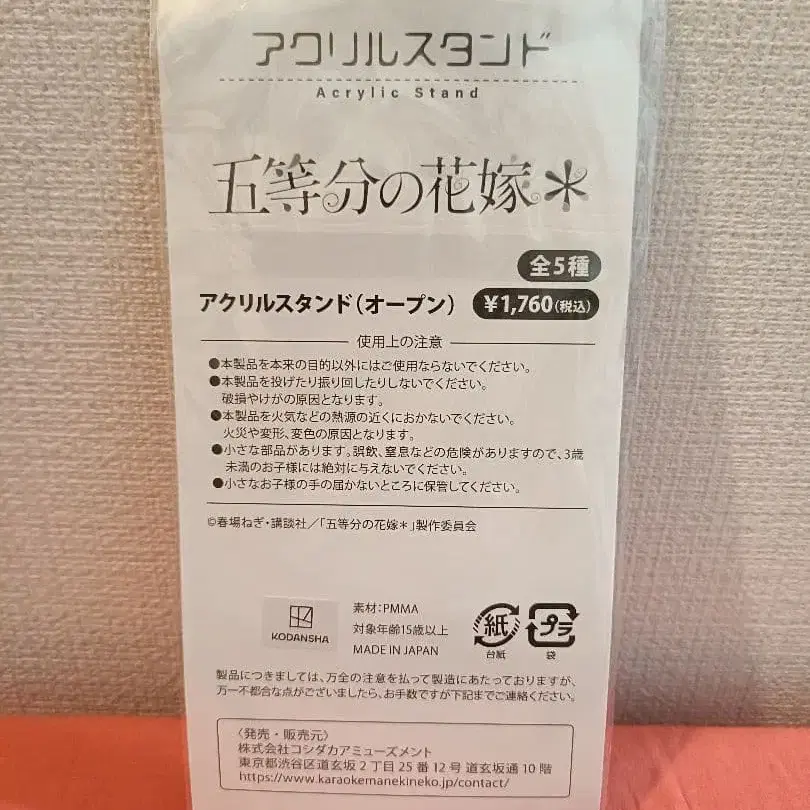 アクリルスタンド
Acrylic Stand
五等分の花嫁＊
全5種
アクリルスタンド（オープン） ¥1,760（税込）
使用上の注意
●本製品を本来の目的以外にはご使用ならないでください。
●本製品を投げたり振り回したりしないでください。
破損やけがの原因となります。
●本製品を火気などの熱源の近くにおかないでください。
火災や変形、変色の原因となります。
●小さな部品があります。誤飲、窒息などの危険がありますので、3歳
未満のお子様には絶対に与えないでください。
●小さなお子様の手の届かないところに保管してください。
©春場ねぎ・講談社／「五等分の花嫁＊」製作委員会
KODANSHA
素材：PMMA
対象年齢15歳以上
MADE IN JAPAN
紙
台紙
プラ
袋
製品につきましては、万全の注意を払って製造にあたっておりますが、
万一不都合な点がございましたら、お手数ですが下記までご連絡ください。
〈発売・販売元〉
株式会社コシダカアミューズメント
東京都渋谷区道玄坂2丁目25番12号 道玄坂通10階
https://www.karaokemanekineko.jp/contact/